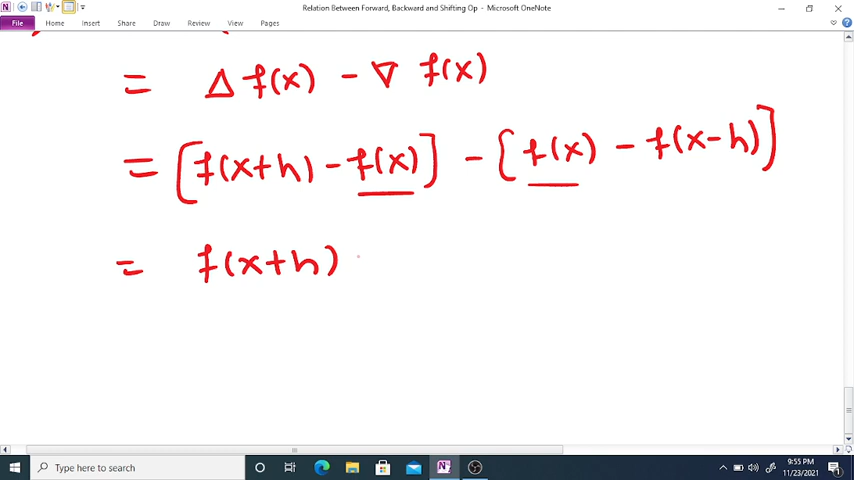 Relation Between Forward, Backward and Shifting Op - Microsoft OneNote
File Home Insert Share Draw Review View Pages
= Δ f(x) - ∇ f(x)
= [f(x+h) - f(x)] - [f(x) - f(x-h)]
= f(x+h)
Type here to search
9:55 PM
11/23/2021